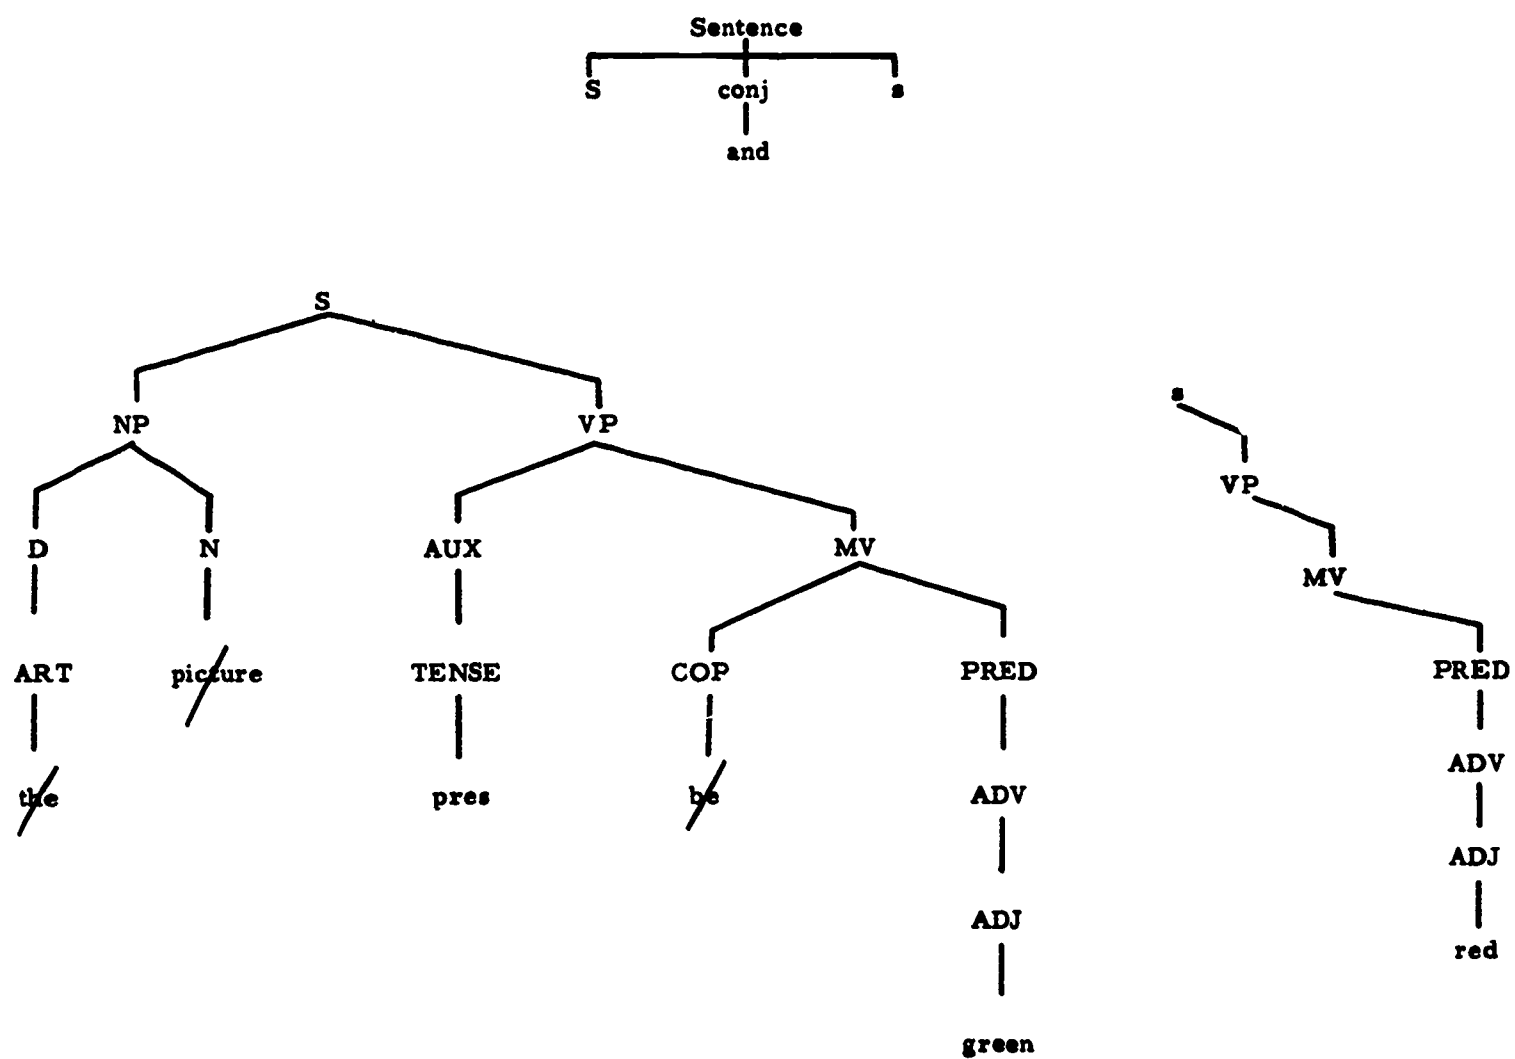 Sentence
S conj s
and
S
s
NP VP
VP
D N AUX MV
MV
ART picture TENSE COP PRED PRED
ADV
the pres be ADV
ADJ
ADJ
red
green